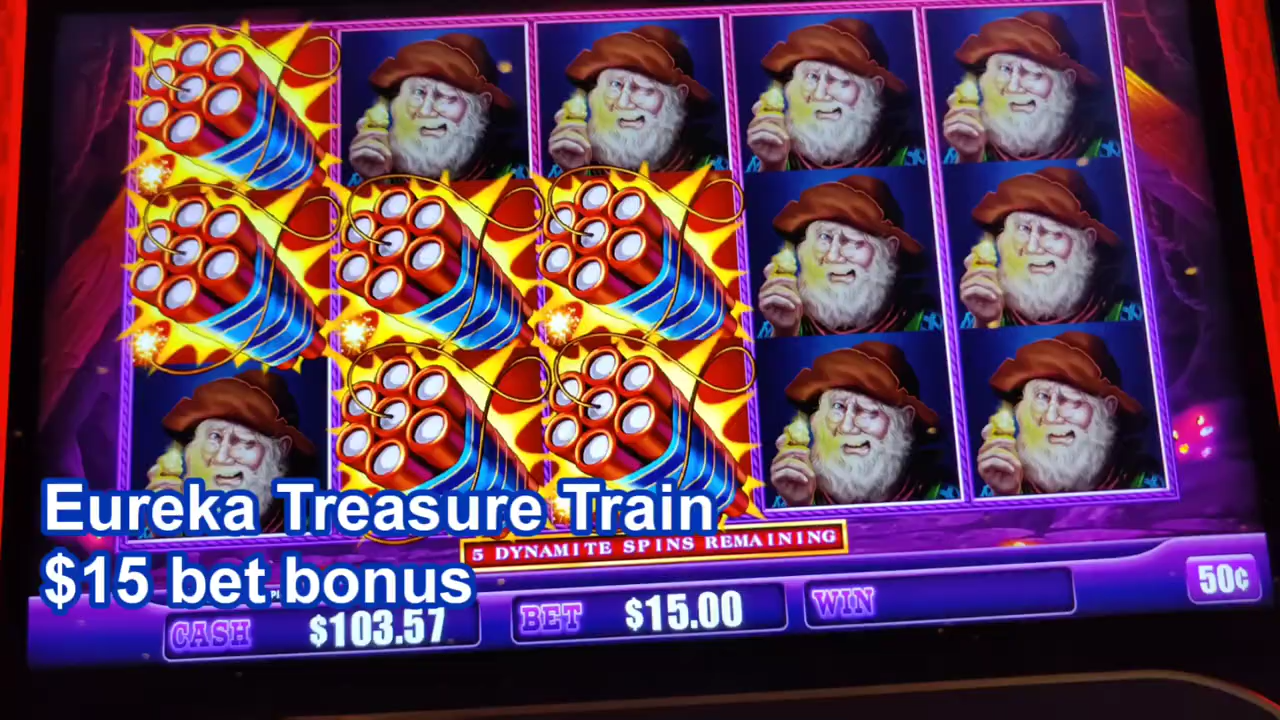 Eureka Treasure Train
5 DYNAMITE SPINS REMAINING
$15 bet bonus
CASH $103.57
BET $15.00
WIN
50¢